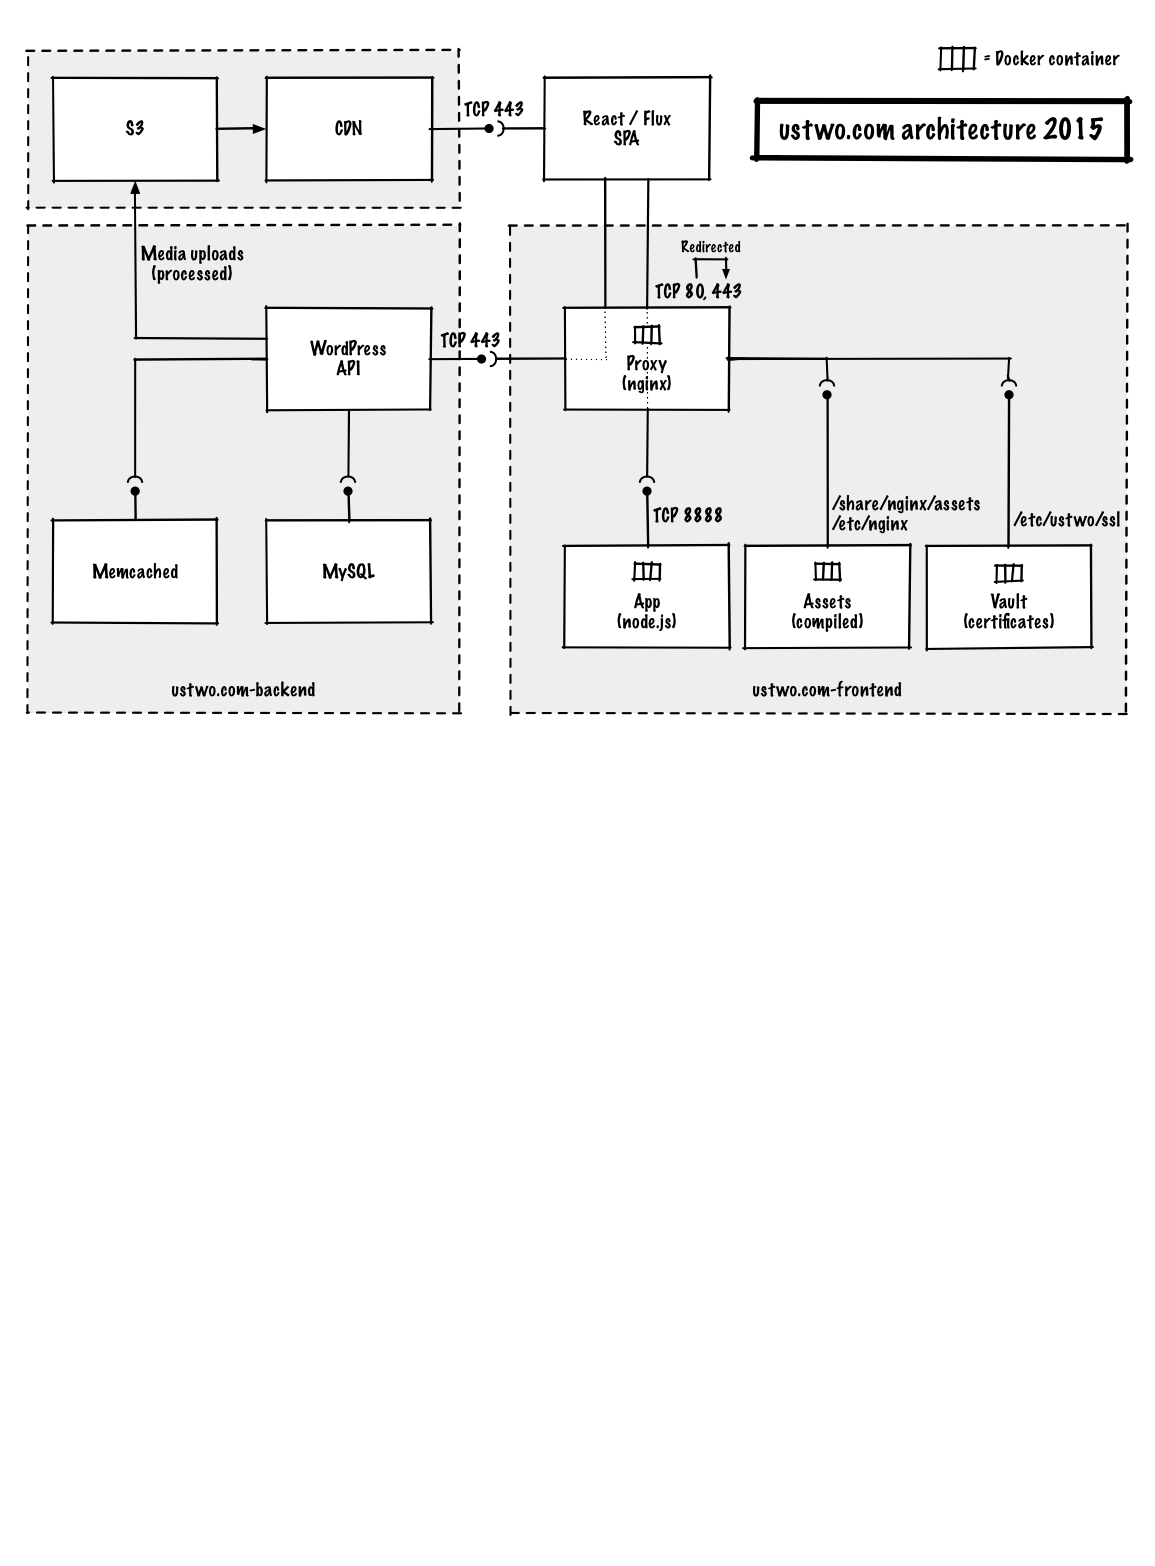 = Docker container
ustwo.com architecture 2015
S3
CDN
TCP 443
React / Flux
SPA
Media uploads
(processed)
Redirected
TCP 80, 443
WordPress
API
TCP 443
Proxy
(nginx)
/share/nginx/assets
/etc/nginx
/etc/ustwo/ssl
TCP 8888
Memcached
MySQL
App
(node.js)
Assets
(compiled)
Vault
(certificates)
ustwo.com-backend
ustwo.com-frontend